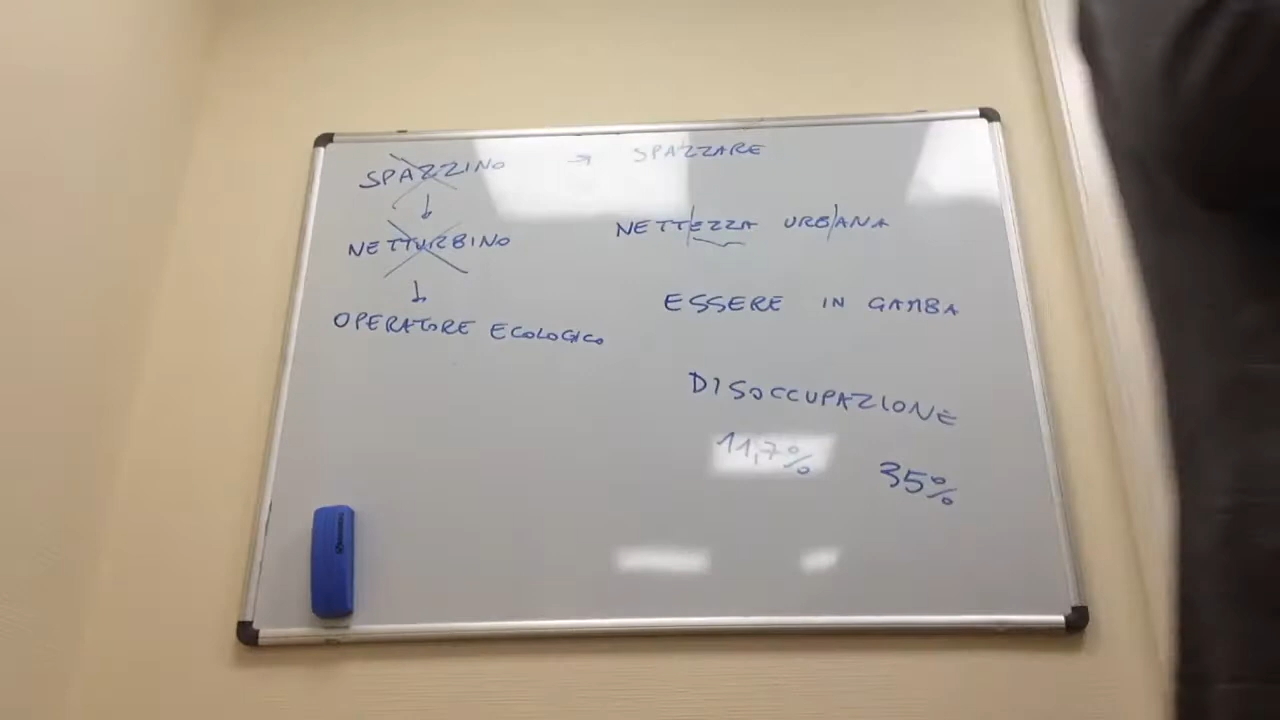 SPAZZINO → SPAZZARE
↓
NETTURBINO
NETTEZZA URBANA
↓
OPERATORE ECOLOGICO
ESSERE IN GAMBA
DISOCCUPAZIONE
11,7% 35%